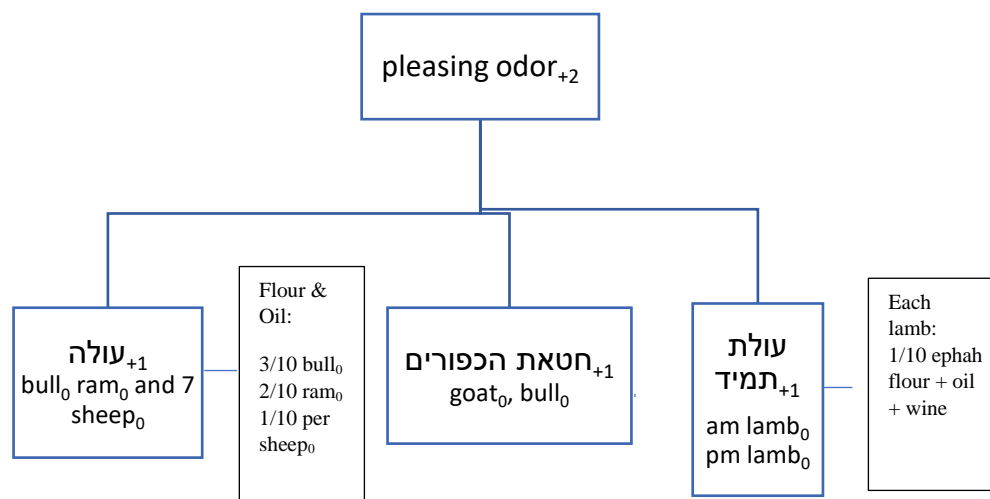 pleasing odor+2
עולה+1
bull0 ram0 and 7
sheep0
Flour &
Oil:
3/10 bull0
2/10 ram0
1/10 per
sheep0
חטאת הכפורים+1
goat0, bull0
עולת
תמיד+1
am lamb0
pm lamb0
Each
lamb:
1/10 ephah
flour + oil
+ wine